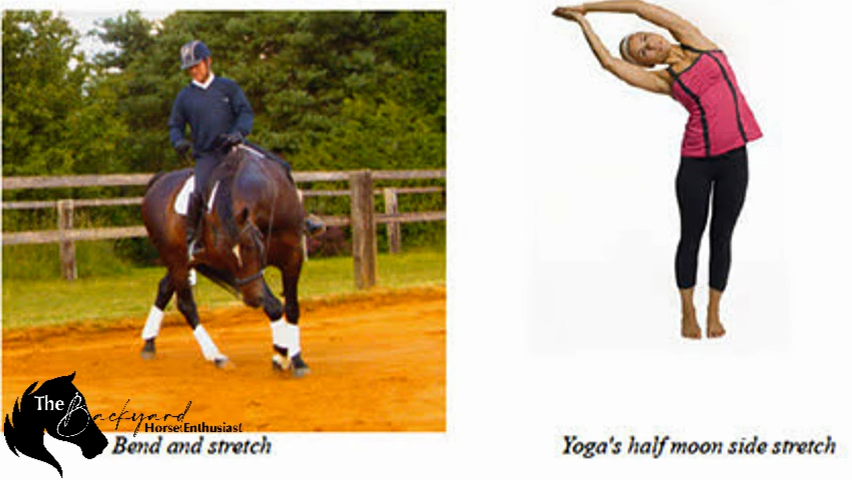 The Backyard
Horse Enthusiast
Bend and stretch
Yoga's half moon side stretch